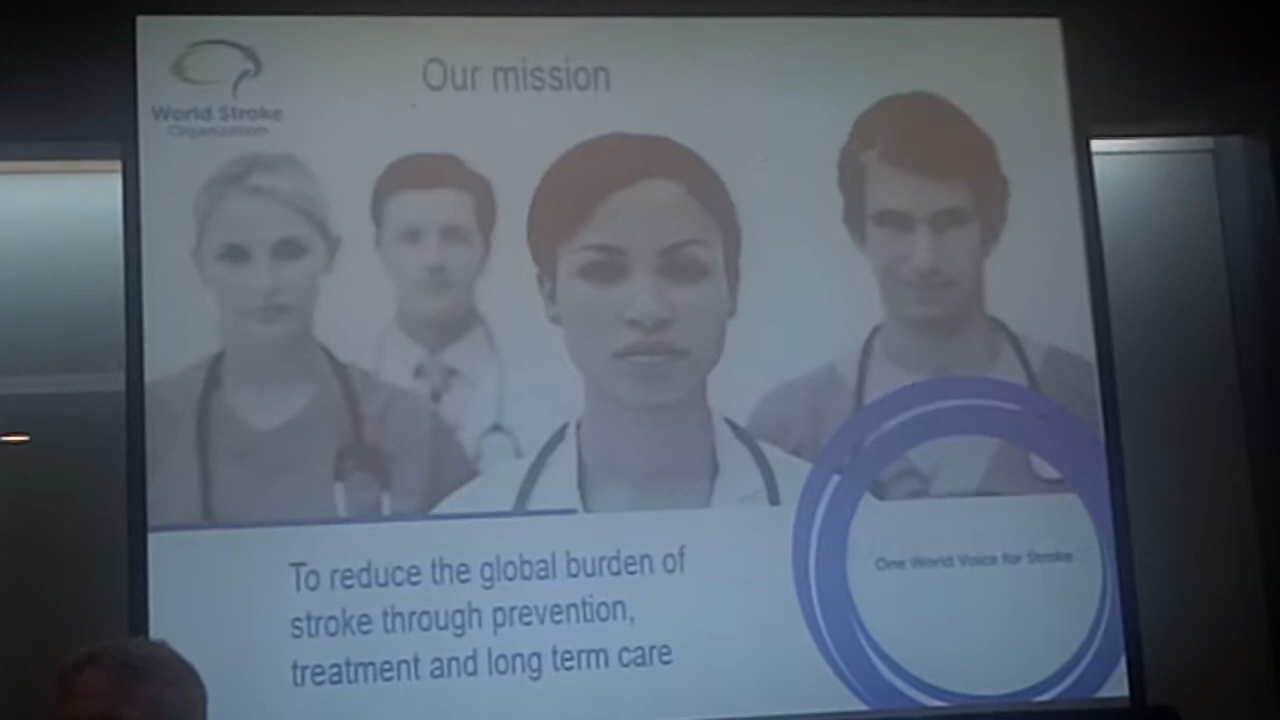 Our mission
World Stroke
Organization
To reduce the global burden of
stroke through prevention,
treatment and long term care
One World Voice for Stroke